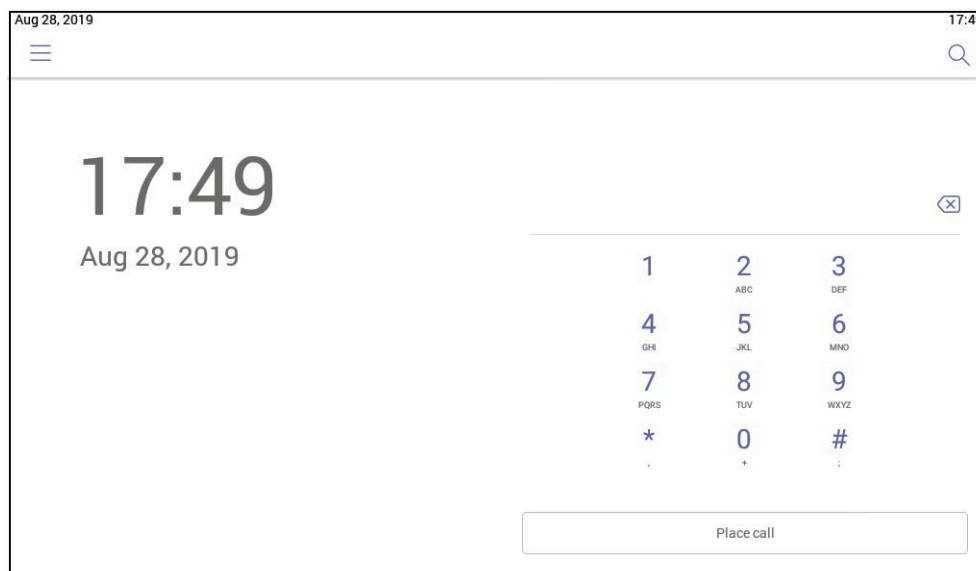 Aug 28, 2019 17:4
17:49
Aug 28, 2019
1 2 3
ABC DEF
4 5 6
GHI JKL MNO
7 8 9
PQRS TUV WXYZ
* 0 #
, + ;
Place call